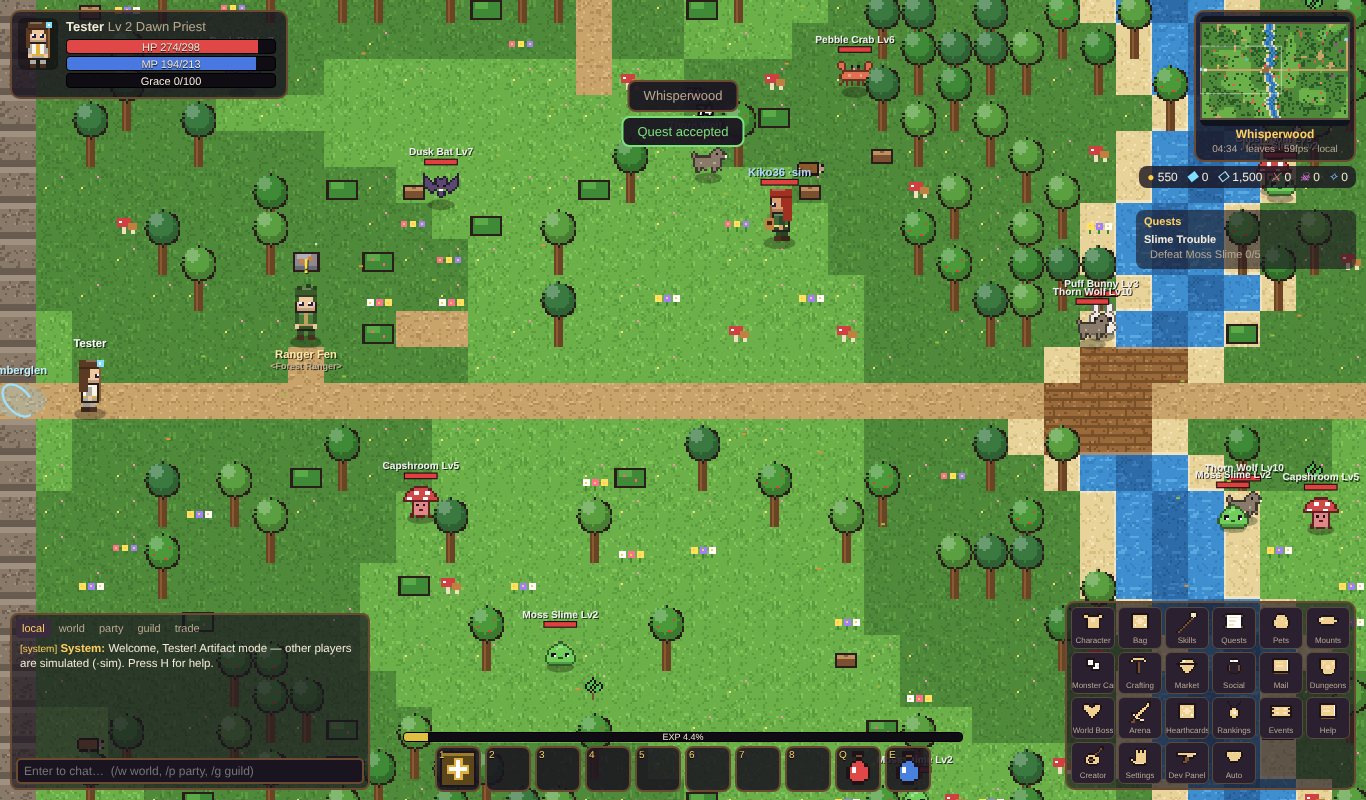 Tester Lv 2 Dawn Priest
HP 274/298
MP 194/213
Grace 0/100
Whisperwood
Quest accepted
Pebble Crab Lv6
Dusk Bat Lv7
Kiko36 ·sim
Whisperwood
04:34 · leaves · 59fps · local
550 0 1,500 0 0 0
Quests
Slime Trouble
Defeat Moss Slime 0/5
Puff Bunny Lv3
Thorn Wolf Lv10
Tester
Ranger Fen
<Forest Ranger>
Capshroom Lv5
Thorn Wolf Lv10
Moss Slime Lv2
Capshroom Lv5
Moss Slime Lv2
local world party guild trade
[system] System: Welcome, Tester! Artifact mode — other players
are simulated (·sim). Press H for help.
Enter to chat… (/w world, /p party, /g guild)
EXP 4.4%
1 2 3 4 5 6 7 8 Q E
Character Bag Skills Quests Pets Mounts
Monster Ca Crafting Market Social Mail Dungeons
World Boss Arena Hearthcards Rankings Events Help
Creator Settings Dev Panel Auto